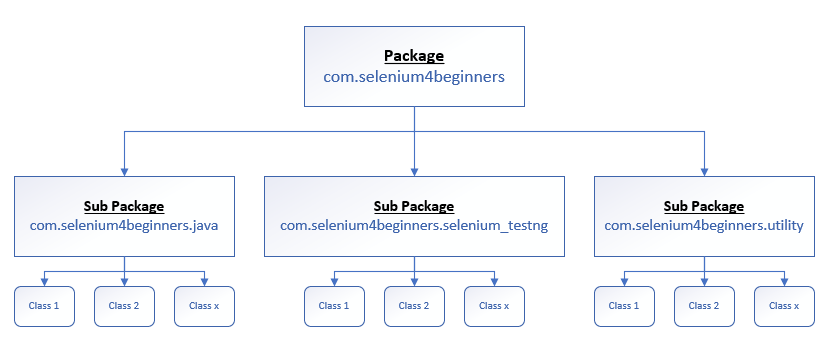 Package
com.selenium4beginners
Sub Package
com.selenium4beginners.java
Sub Package
com.selenium4beginners.selenium_testng
Sub Package
com.selenium4beginners.utility
Class 1
Class 2
Class x
Class 1
Class 2
Class x
Class 1
Class 2
Class x